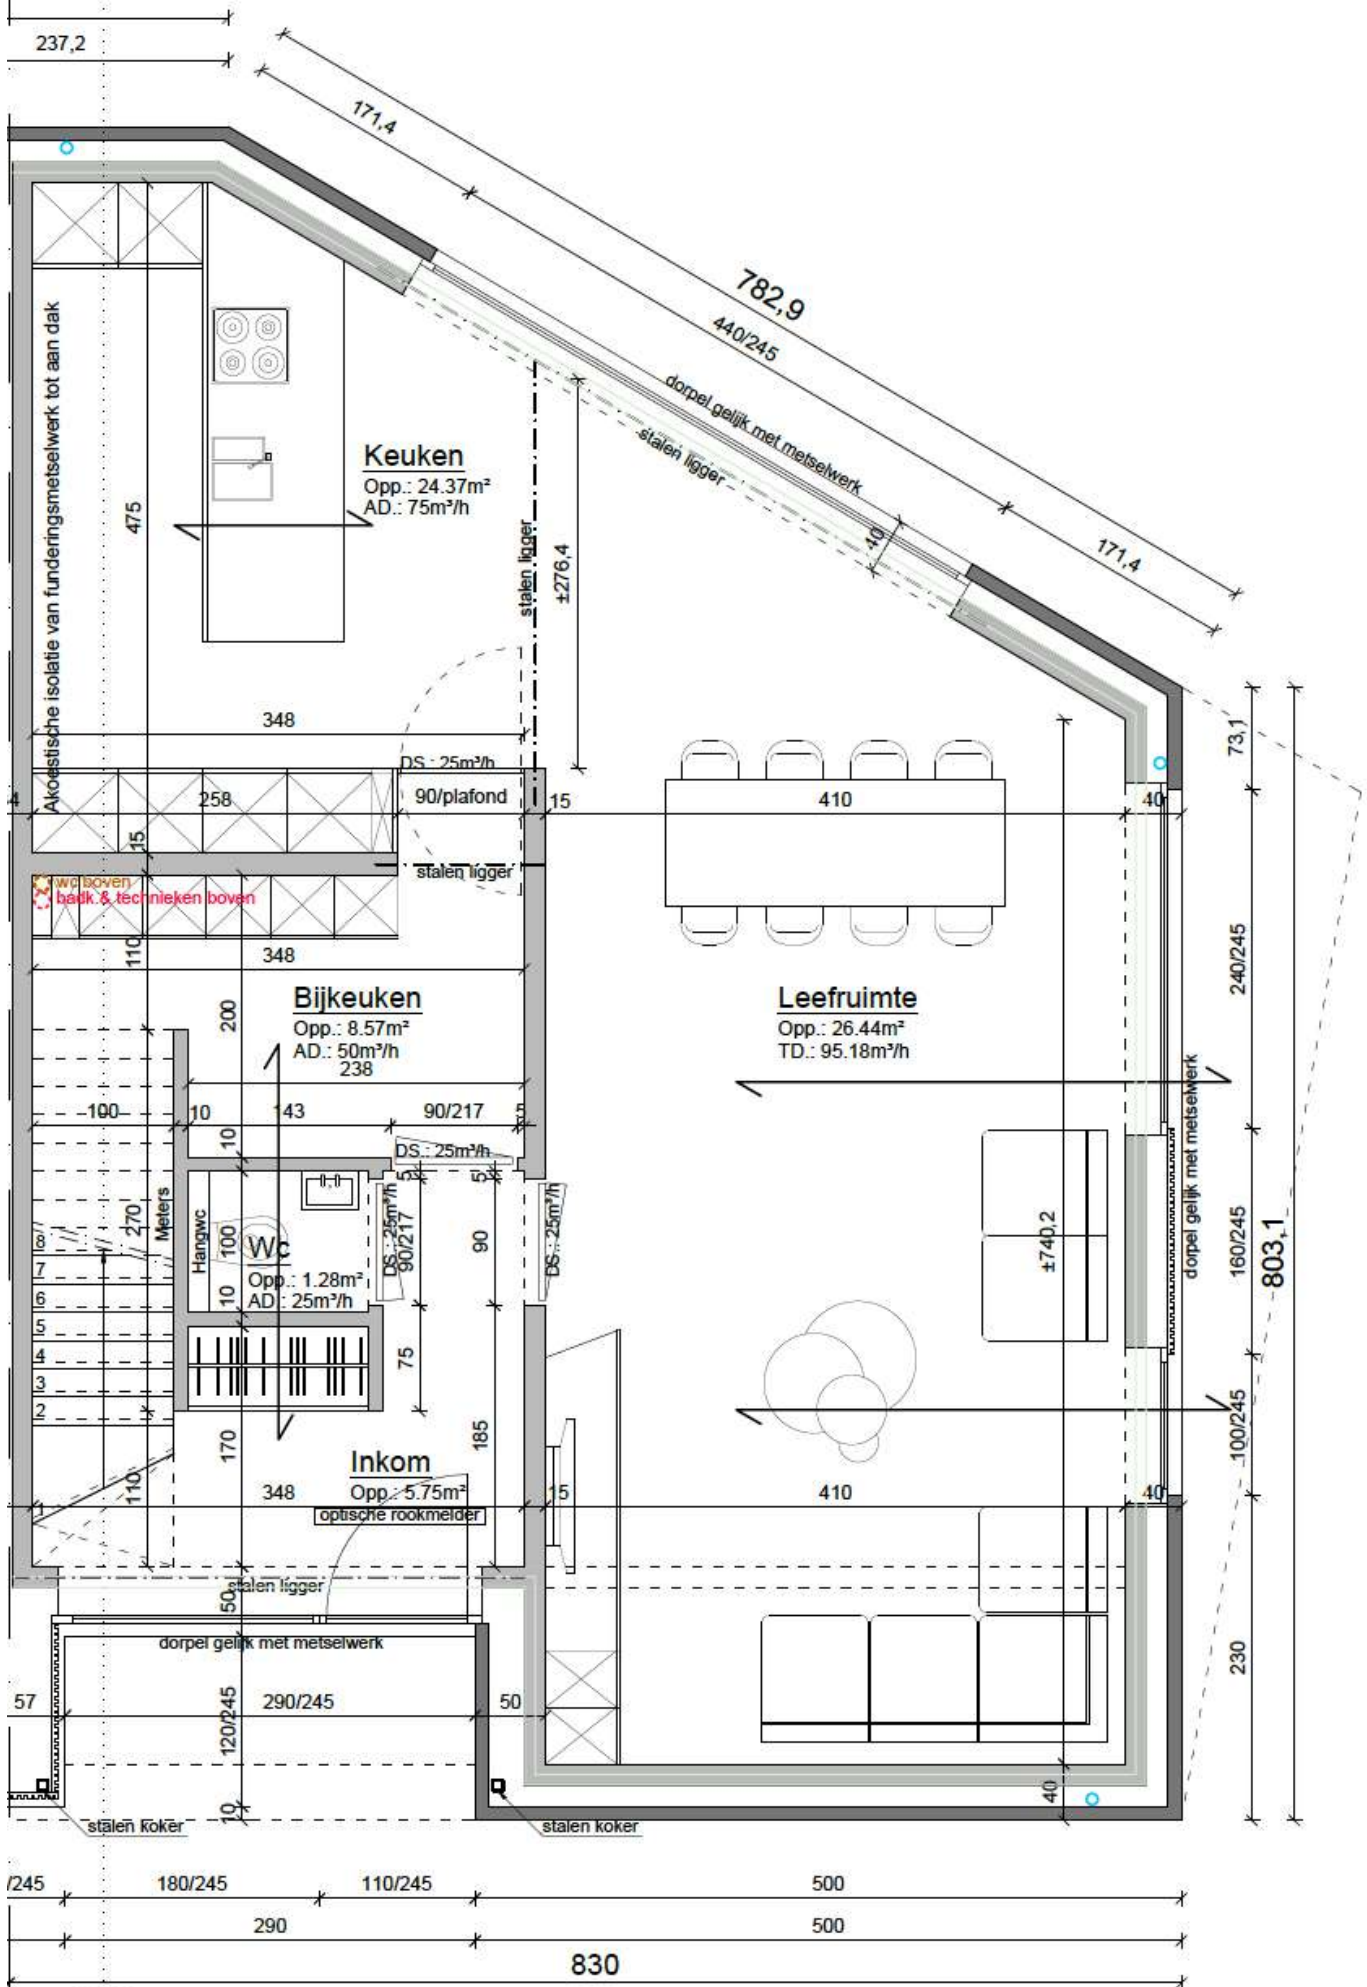 237,2
171,4
782,9
440/245
dorpel gelijk met metselwerk
stalen ligger
40
171,4
Akoestische isolatie van funderingsmetselwerk tot aan dak
475
Keuken
Opp.: 24.37m²
AD.: 75m³/h
stalen ligger
±276,4
348
DS.: 25m³/h
4
258
90/plafond
15
410
40
73,1
15
stalen ligger
wc boven
badk.& technieken boven
110
348
200
240/245
Bijkeuken
Opp.: 8.57m²
AD.: 50m³/h
238
Leefruimte
Opp.: 26.44m²
TD.: 95.18m³/h
100
10
143
90/217
5
10
DS.: 25m³/h
dorpel gelijk met metselwerk
270
Meters
Hangwc
100
Wc
Opp.: 1.28m²
AD.: 25m³/h
10
DS.: 25m³/h
90/217
5
5
90
DS.: 25m³/h
±740,2
160/245
803,1
8
7
6
5
4
3
2
1
75
170
185
100/245
110
Inkom
348
Opp.: 5.75m²
optische rookmelder
15
410
40
stalen ligger
50
dorpel gelijk met metselwerk
57
290/245
50
120/245
230
40
10
stalen koker
stalen koker
/245
180/245
110/245
500
290
500
830